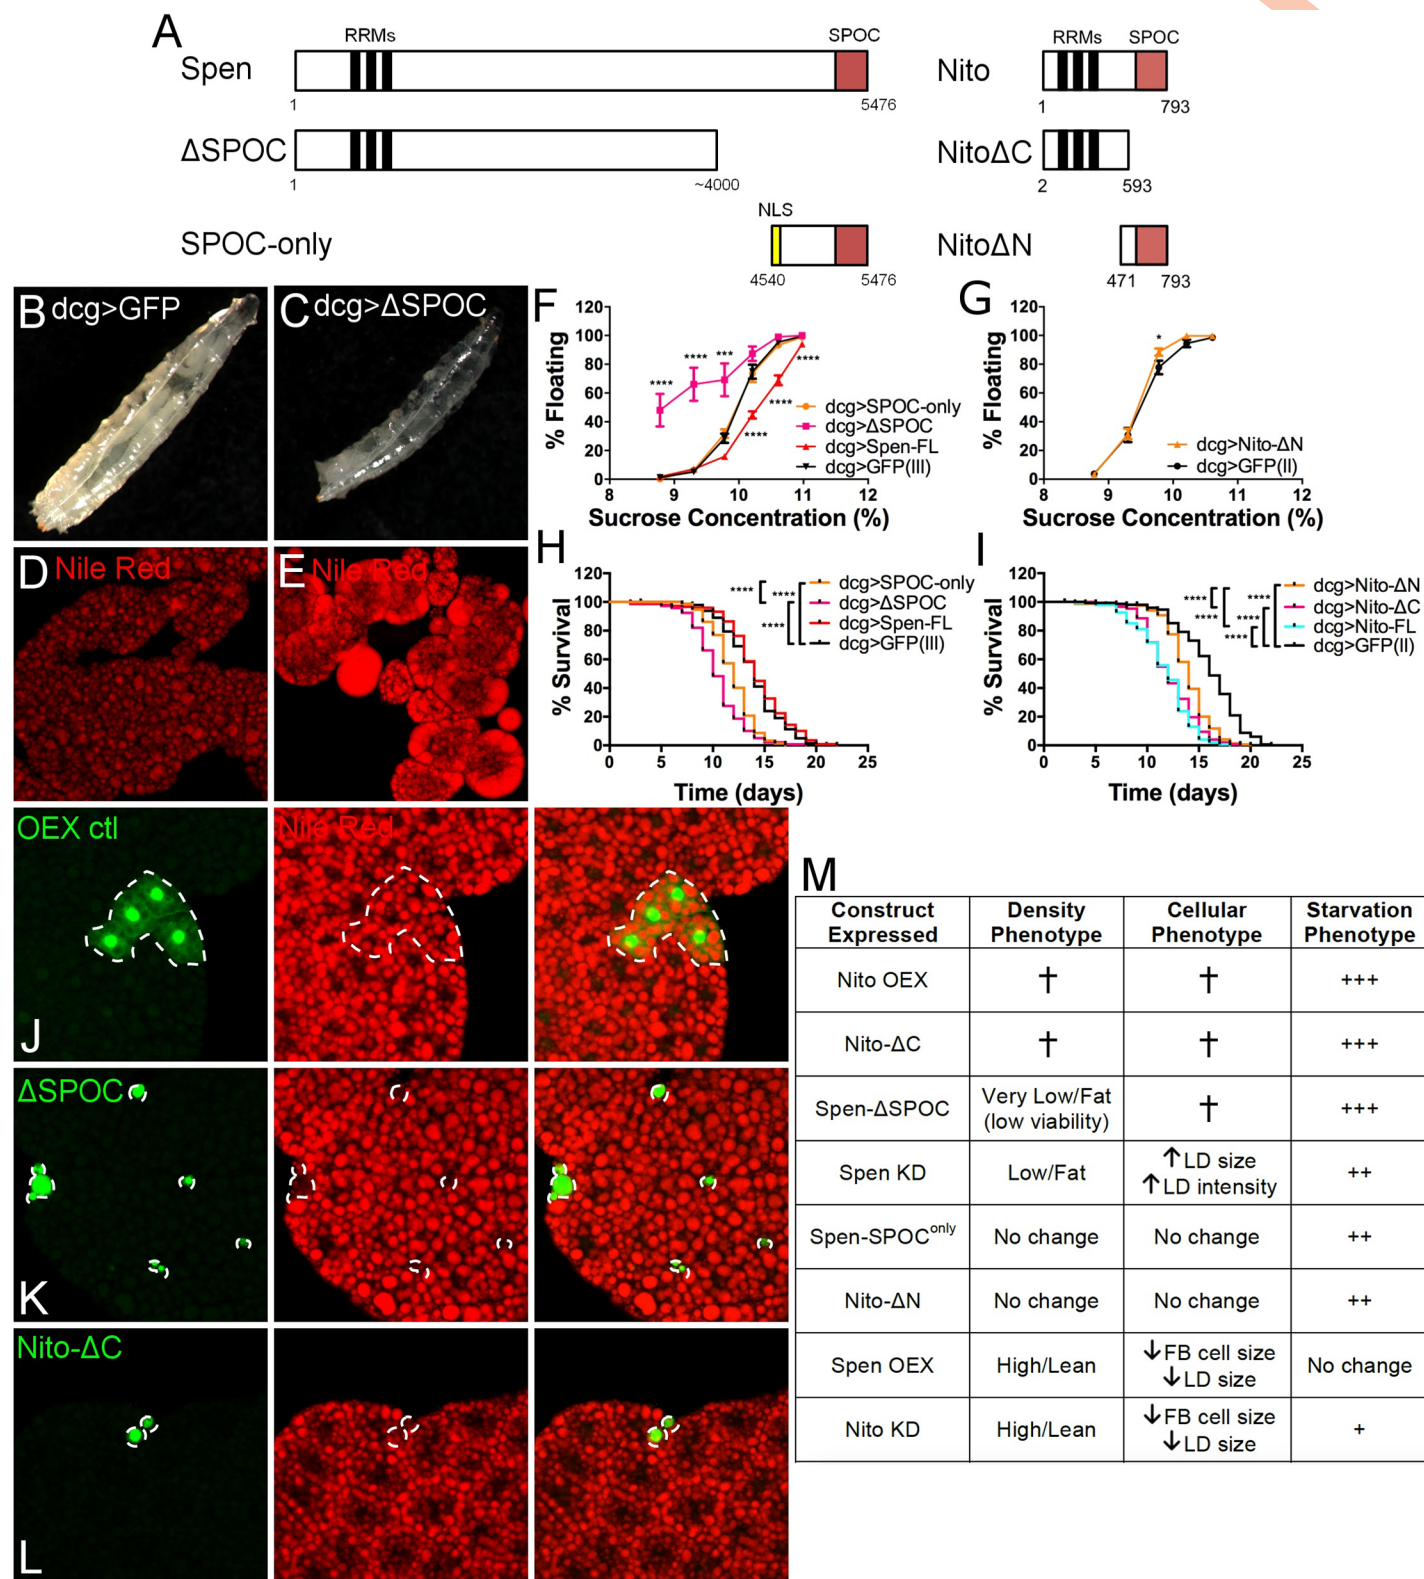 A
RRMs
SPOC
Spen
1
5476
ΔSPOC
1
~4000
NLS
SPOC-only
4540
5476
RRMs
SPOC
Nito
1
793
NitoΔC
2
593
NitoΔN
471
793
B dcg>GFP
C dcg>ΔSPOC
D Nile Red
E Nile Red
F
120
100
80
60
40
20
0
% Floating
8
9
10
11
12
Sucrose Concentration (%)
****
****
***
****
****
****
dcg>SPOC-only
dcg>ΔSPOC
dcg>Spen-FL
dcg>GFP(III)
G
120
100
80
60
40
20
0
% Floating
8
9
10
11
12
Sucrose Concentration (%)
*
dcg>Nito-ΔN
dcg>GFP(II)
H
120
100
80
60
40
20
0
% Survival
0
5
10
15
20
25
Time (days)
****
****
****
dcg>SPOC-only
dcg>ΔSPOC
dcg>Spen-FL
dcg>GFP(III)
I
120
100
80
60
40
20
0
% Survival
0
5
10
15
20
25
Time (days)
****
****
****
****
****
dcg>Nito-ΔN
dcg>Nito-ΔC
dcg>Nito-FL
dcg>GFP(II)
OEX ctl
Nile Red
J
ΔSPOC
K
Nito-ΔC
L
M
Construct Expressed
Density Phenotype
Cellular Phenotype
Starvation Phenotype
Nito OEX
†
†
+++
Nito-ΔC
†
†
+++
Spen-ΔSPOC
Very Low/Fat
(low viability)
†
+++
Spen KD
Low/Fat
↑LD size
↑LD intensity
++
Spen-SPOConly
No change
No change
++
Nito-ΔN
No change
No change
++
Spen OEX
High/Lean
↓FB cell size
↓LD size
No change
Nito KD
High/Lean
↓FB cell size
↓LD size
+